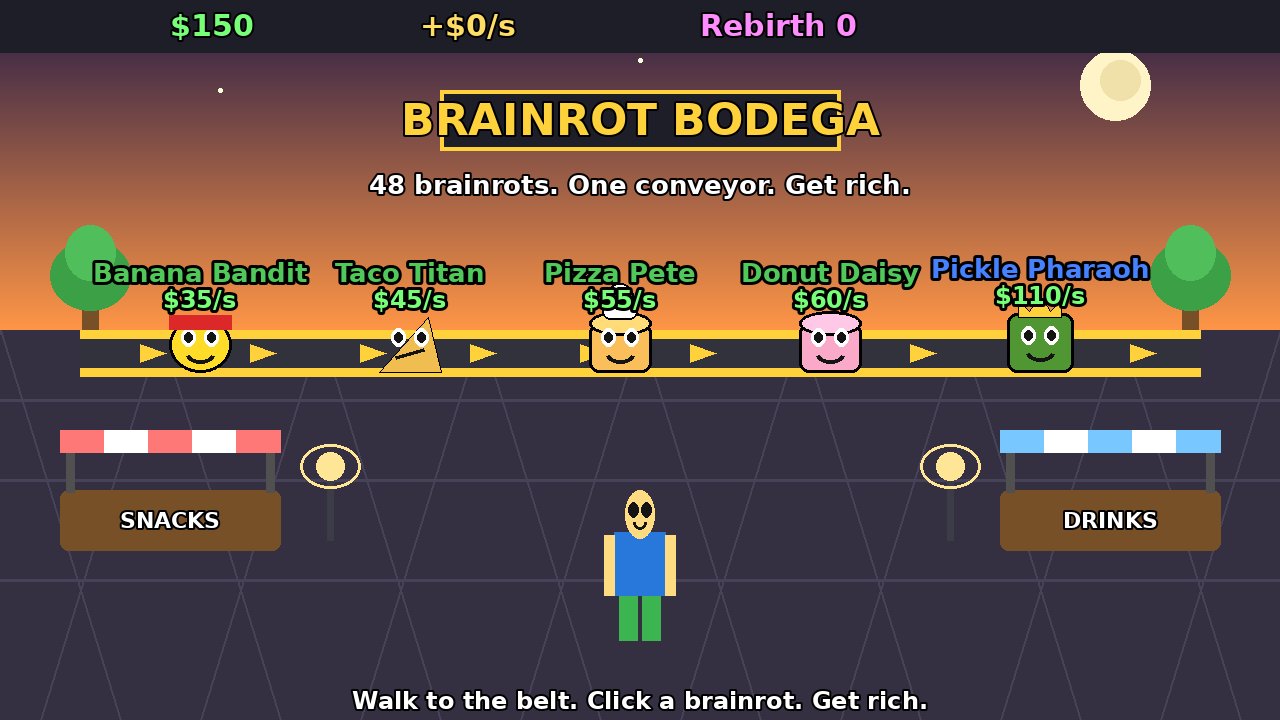 $150 +$0/s Rebirth 0
BRAINROT BODEGA
48 brainrots. One conveyor. Get rich.
Banana Bandit Taco Titan Pizza Pete Donut Daisy Pickle Pharaoh
$35/s $45/s $55/s $60/s $110/s
SNACKS DRINKS
Walk to the belt. Click a brainrot. Get rich.